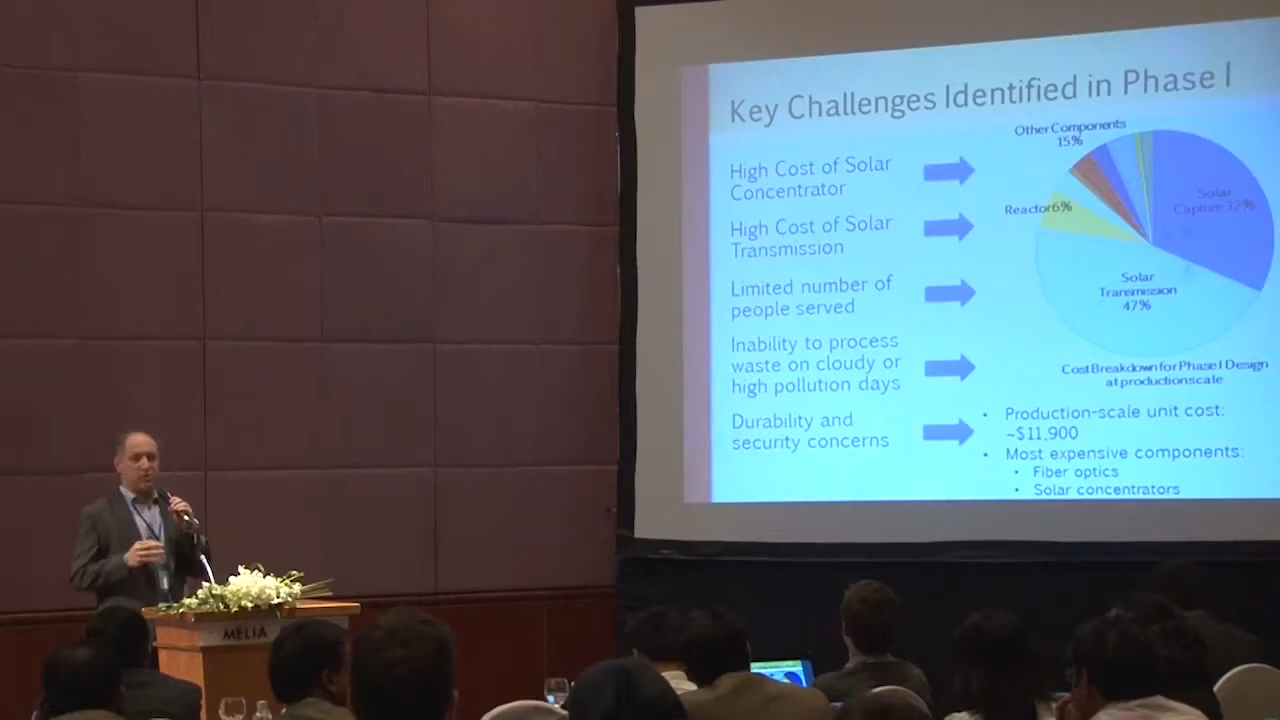 Key Challenges Identified in Phase I
High Cost of Solar
Concentrator
High Cost of Solar
Transmission
Limited number of
people served
Inability to process
waste on cloudy or
high pollution days
Durability and
security concerns
Other Components
15%
Solar
Capture 32%
Reactor 6%
Solar
Transmission
47%
Cost Breakdown for Phase I Design
at production scale
• Production-scale unit cost:
~$11,900
• Most expensive components:
• Fiber optics
• Solar concentrators
MELIÃ